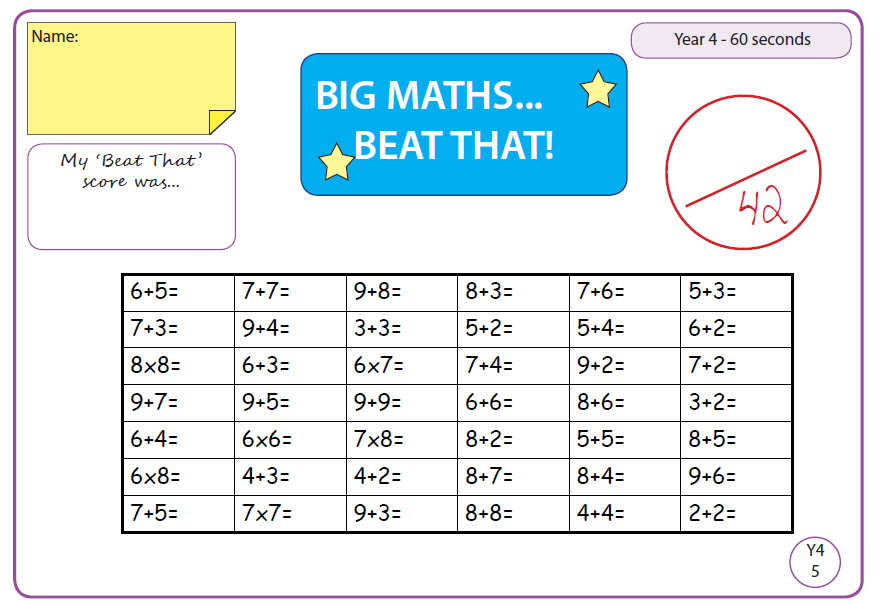 Name:
Year 4 - 60 seconds
BIG MATHS...
BEAT THAT!
My ‘Beat That’
score was...
42
6+5= 7+7= 9+8= 8+3= 7+6= 5+3=
7+3= 9+4= 3+3= 5+2= 5+4= 6+2=
8x8= 6+3= 6x7= 7+4= 9+2= 7+2=
9+7= 9+5= 9+9= 6+6= 8+6= 3+2=
6+4= 6x6= 7x8= 8+2= 5+5= 8+5=
6x8= 4+3= 4+2= 8+7= 8+4= 9+6=
7+5= 7x7= 9+3= 8+8= 4+4= 2+2=
Y4
5